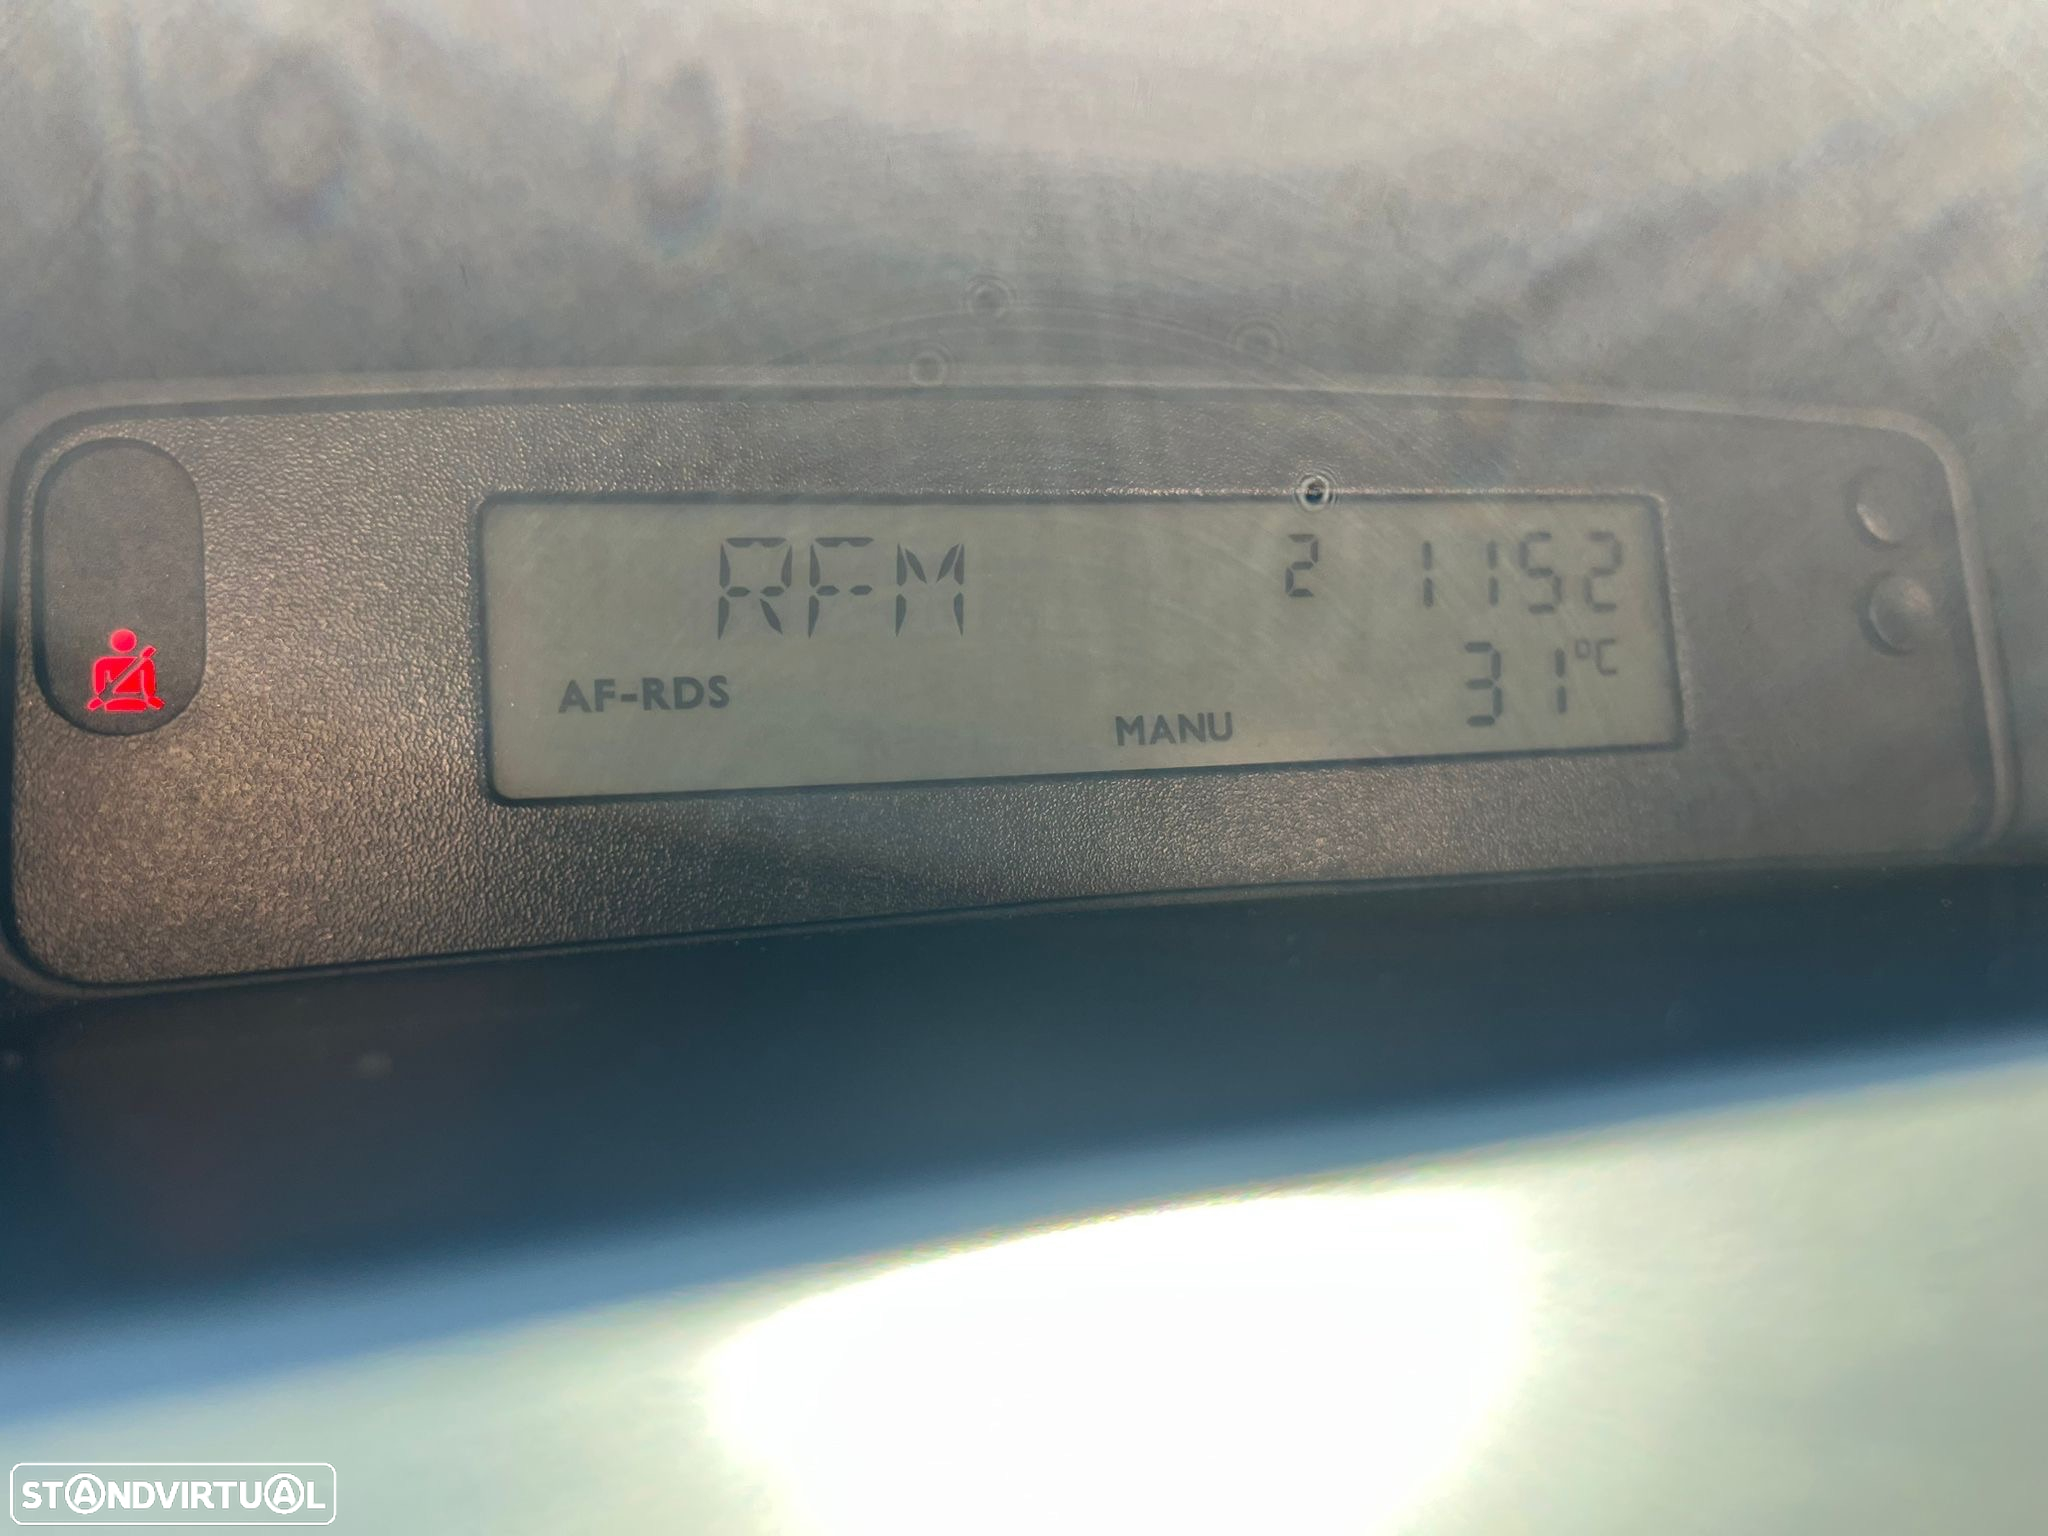 RFM 2 1152
31°C
AF-RDS
MANU
STANDVIRTUAL